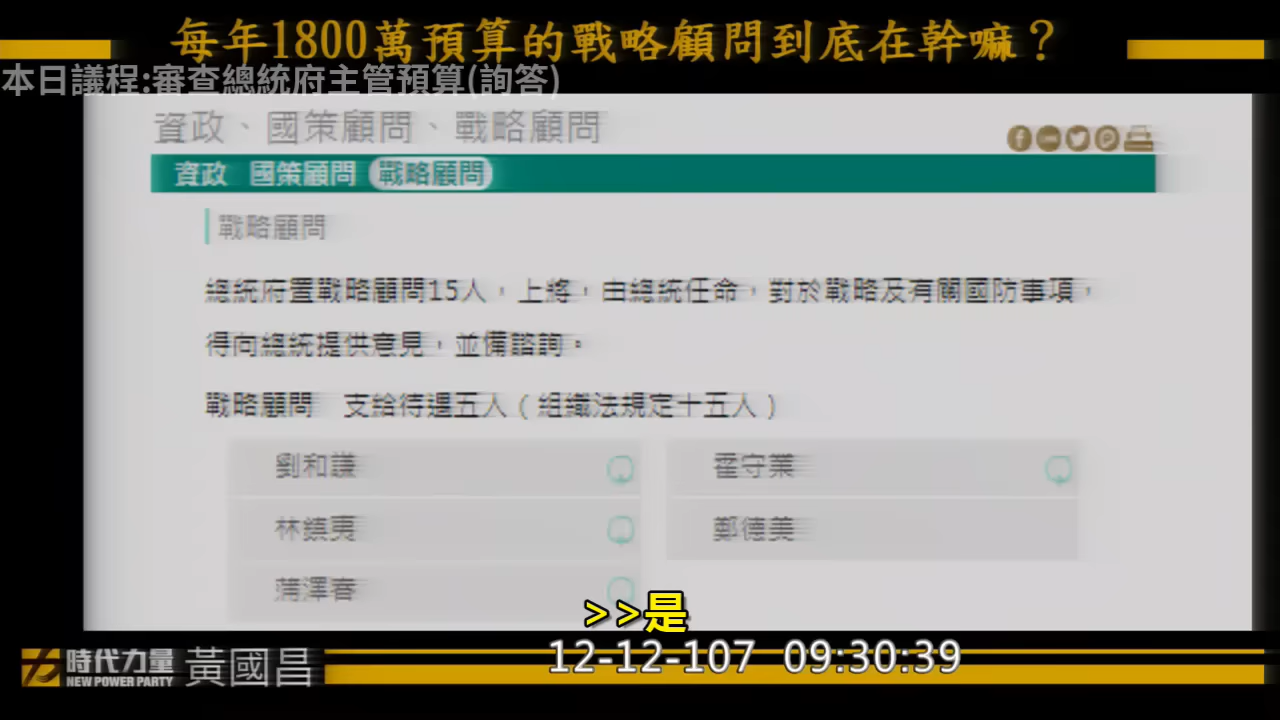 每年1800萬預算的戰略顧問到底在幹嘛？
本日議程:審查總統府主管預算(詢答)
資政、國策顧問、戰略顧問
資政 國策顧問 戰略顧問
戰略顧問
總統府置戰略顧問15人，上將，由總統任命，對於戰略及有關國防事項，
得向總統提供意見，並備諮詢。
戰略顧問 支給待遇五人（組織法規定十五人）
劉和謙 霍守業
林鎮夷 鄭德美
蒲澤春
>>是
時代力量 黃國昌
NEW POWER PARTY
12-12-107 09:30:39